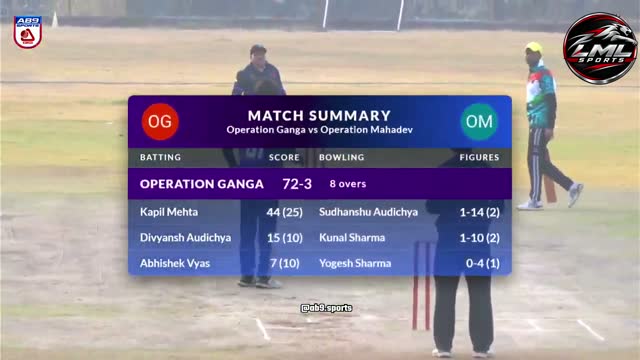 AB9
SPORTS
LML
SPORTS
OG
MATCH SUMMARY
Operation Ganga vs Operation Mahadev
OM
BATTING SCORE BOWLING FIGURES
OPERATION GANGA 72-3 8 overs
Kapil Mehta 44 (25) Sudhanshu Audichya 1-14 (2)
Divyansh Audichya 15 (10) Kunal Sharma 1-10 (2)
Abhishek Vyas 7 (10) Yogesh Sharma 0-4 (1)
@ab9.sports